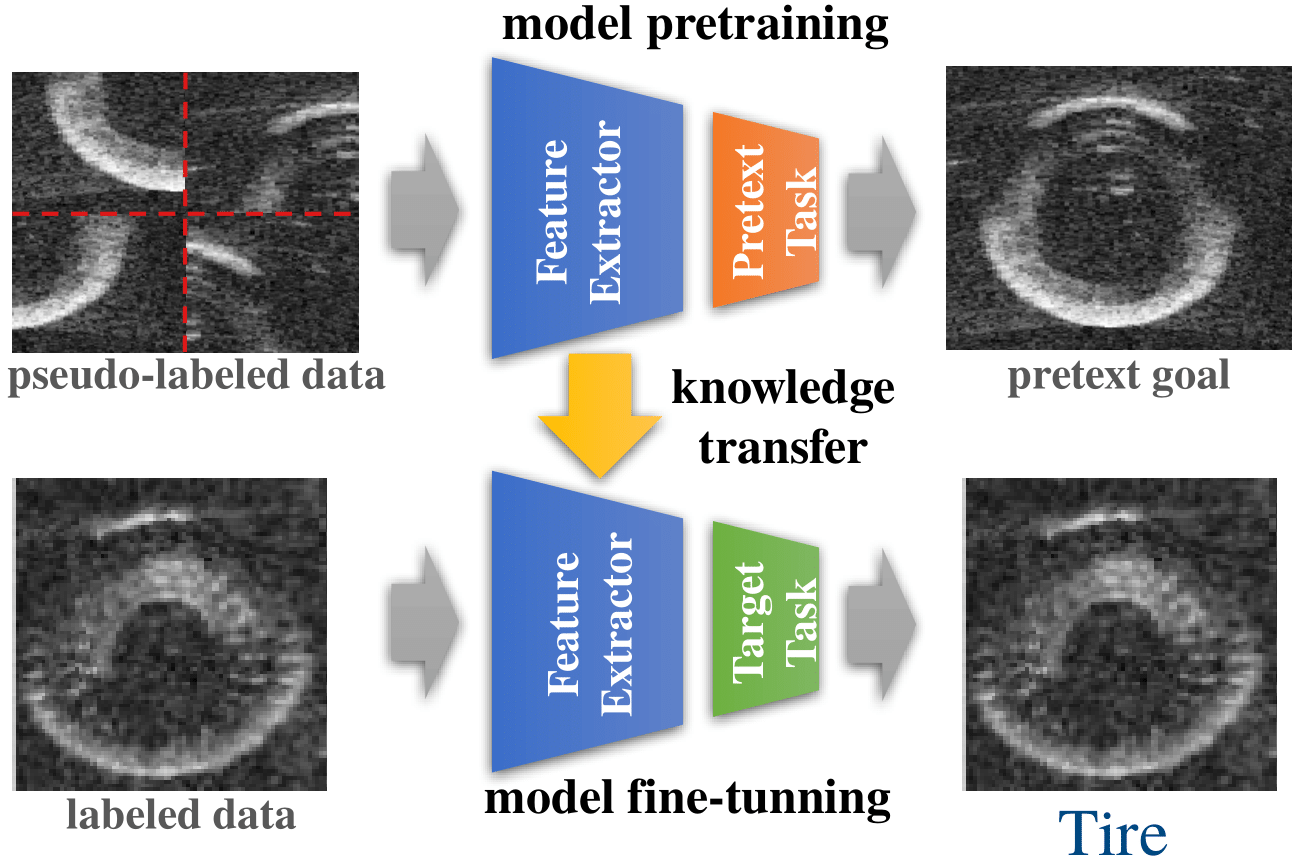 model pretraining
Feature
Extractor
Pretext
Task
pseudo-labeled data
pretext goal
knowledge
transfer
Feature
Extractor
Target
Task
labeled data
model fine-tunning
Tire